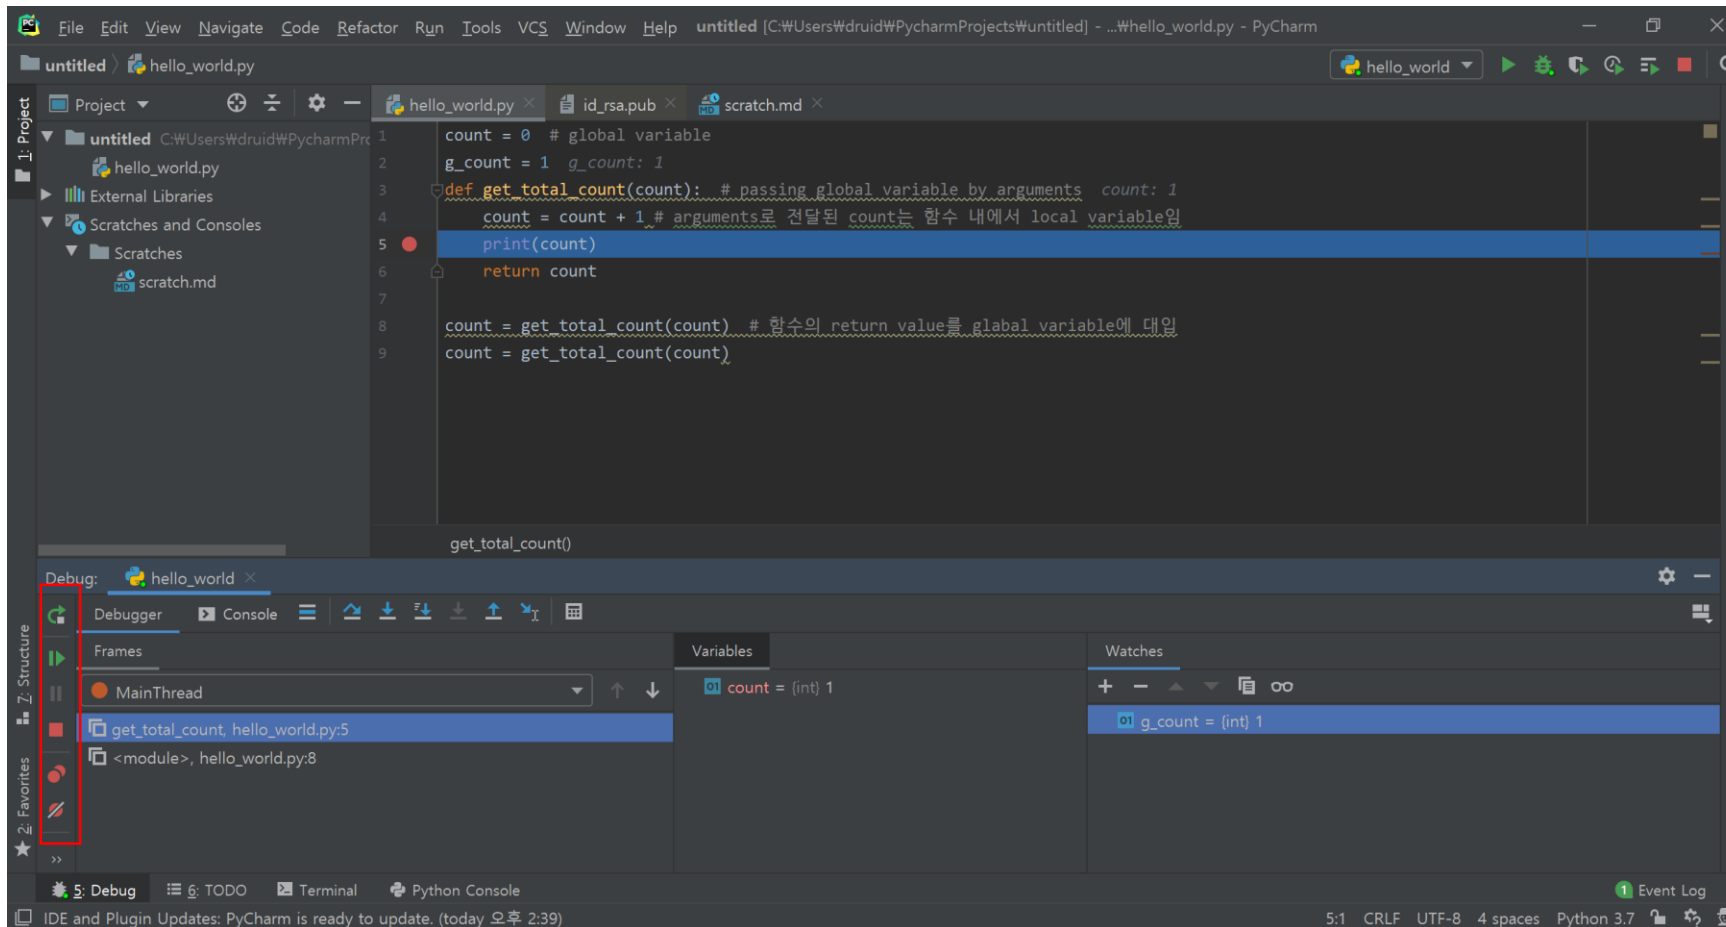 File Edit View Navigate Code Refactor Run Tools VCS Window Help untitled [C:₩Users₩druid₩PycharmProjects₩untitled] - ...₩hello_world.py - PyCharm
untitled hello_world.py hello_world
1: Project
Project
hello_world.py id_rsa.pub scratch.md
untitled C:₩Users₩druid₩PycharmPro
hello_world.py
External Libraries
Scratches and Consoles
Scratches
scratch.md
1 count = 0 # global variable
2 g_count = 1 g_count: 1
3 def get_total_count(count): # passing global variable by arguments count: 1
4 count = count + 1 # arguments로 전달된 count는 함수 내에서 local variable임
5 print(count)
6 return count
7
8 count = get_total_count(count) # 함수의 return value를 glabal variable에 대입
9 count = get_total_count(count)
get_total_count()
Debug: hello_world
Debugger Console
7: Structure
2: Favorites
Frames
MainThread
get_total_count, hello_world.py:5
<module>, hello_world.py:8
Variables
01 count = {int} 1
Watches
01 g_count = {int} 1
5: Debug 6: TODO Terminal Python Console 1 Event Log
IDE and Plugin Updates: PyCharm is ready to update. (today 오후 2:39) 5:1 CRLF UTF-8 4 spaces Python 3.7